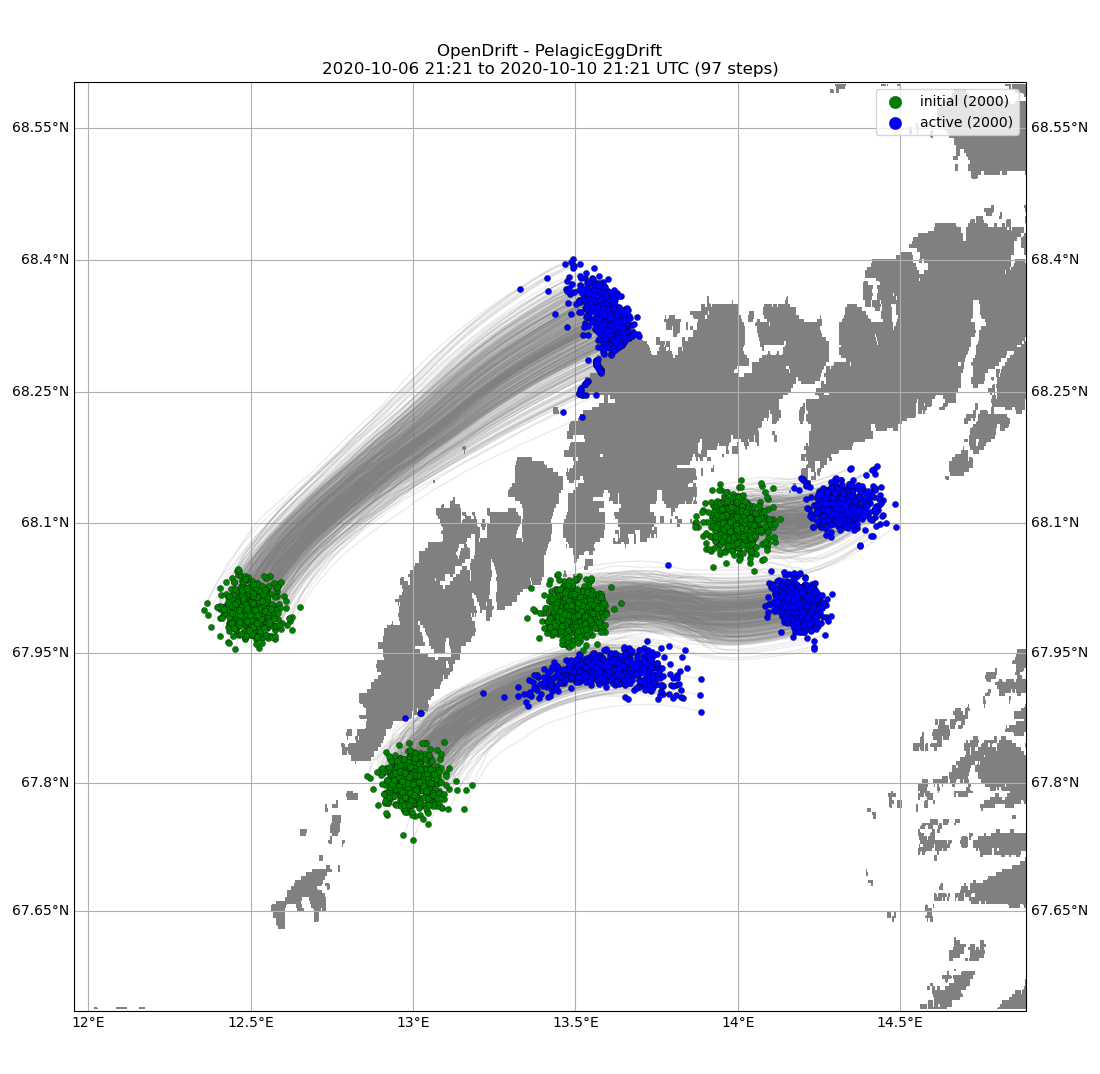 OpenDrift - PelagicEggDrift
2020-10-06 21:21 to 2020-10-10 21:21 UTC (97 steps)
initial (2000)
active (2000)
68.55°N
68.55°N
68.4°N
68.4°N
68.25°N
68.25°N
68.1°N
68.1°N
67.95°N
67.95°N
67.8°N
67.8°N
67.65°N
67.65°N
12°E
12.5°E
13°E
13.5°E
14°E
14.5°E